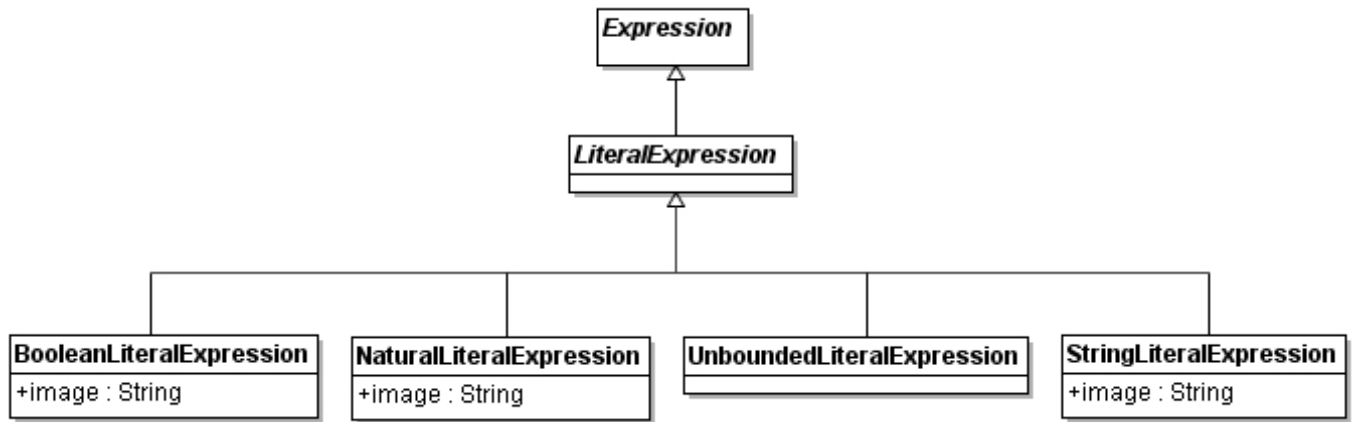 Expression
LiteralExpression
BooleanLiteralExpression
+image : String
NaturalLiteralExpression
+image : String
UnboundedLiteralExpression
StringLiteralExpression
+image : String